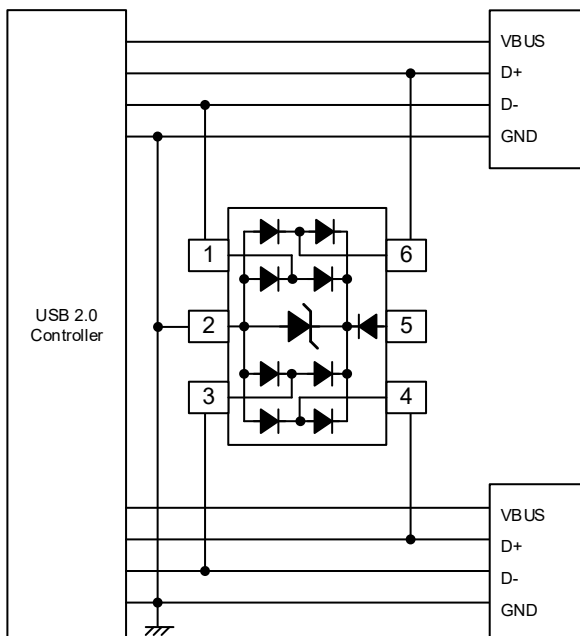 VBUS
D+
D-
GND
1
6
USB 2.0
Controller
2
5
3
4
VBUS
D+
D-
GND